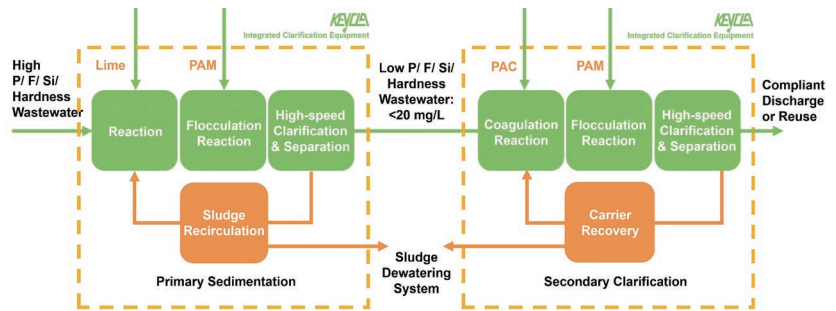 KEYCLA
Integrated Clarification Equipment
High
P/ F/ Si/
Hardness
Wastewater
Lime
PAM
Reaction
Flocculation
Reaction
High-speed
Clarification
& Separation
Sludge
Recirculation
Primary Sedimentation
Low P/ F/ Si/
Hardness
Wastewater:
<20 mg/L
Sludge
Dewatering
System
KEYCLA
Integrated Clarification Equipment
PAC
PAM
Coagulation
Reaction
Flocculation
Reaction
High-speed
Clarification
& Separation
Carrier
Recovery
Secondary Clarification
Compliant
Discharge
or Reuse